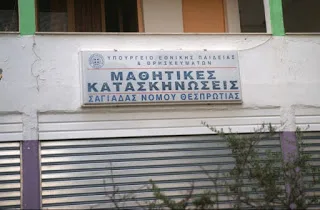 ΥΠΟΥΡΓΕΙΟ ΕΘΝΙΚΗΣ ΠΑΙΔΕΙΑΣ
& ΘΡΗΣΚΕΥΜΑΤΩΝ
ΜΑΘΗΤΙΚΕΣ
ΚΑΤΑΣΚΗΝΩΣΕΙΣ
ΣΑΓΙΑΔΑΣ ΝΟΜΟΥ ΘΕΣΠΡΩΤΙΑΣ